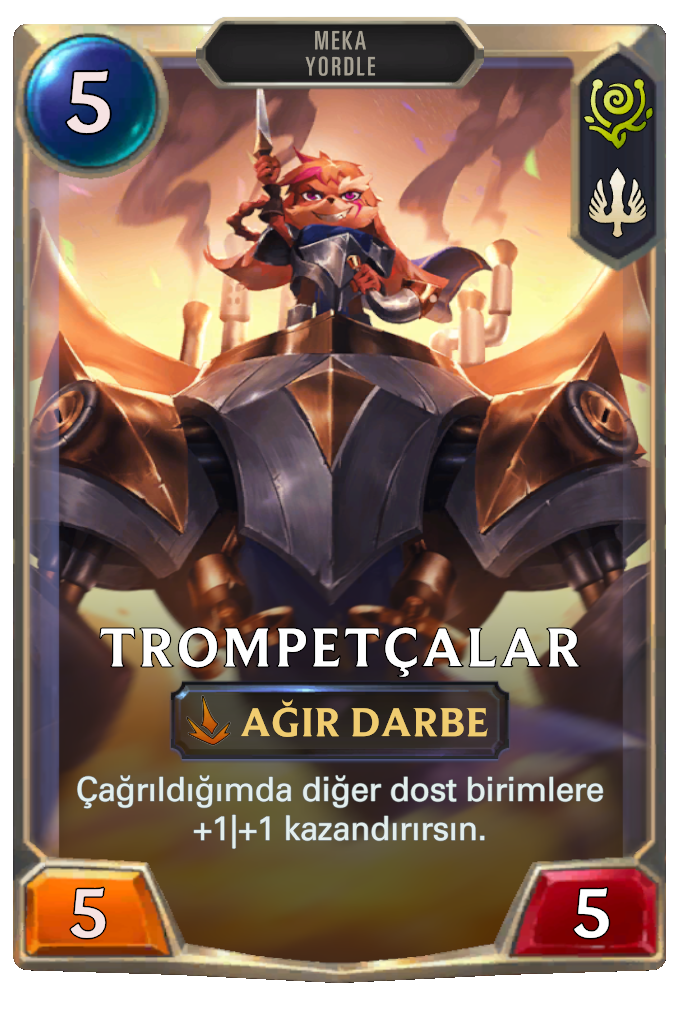 MEKA
YORDLE
5
TROMPETÇALAR
AĞIR DARBE
Çağrıldığımda diğer dost birimlere
+1|+1 kazandırırsın.
5
5